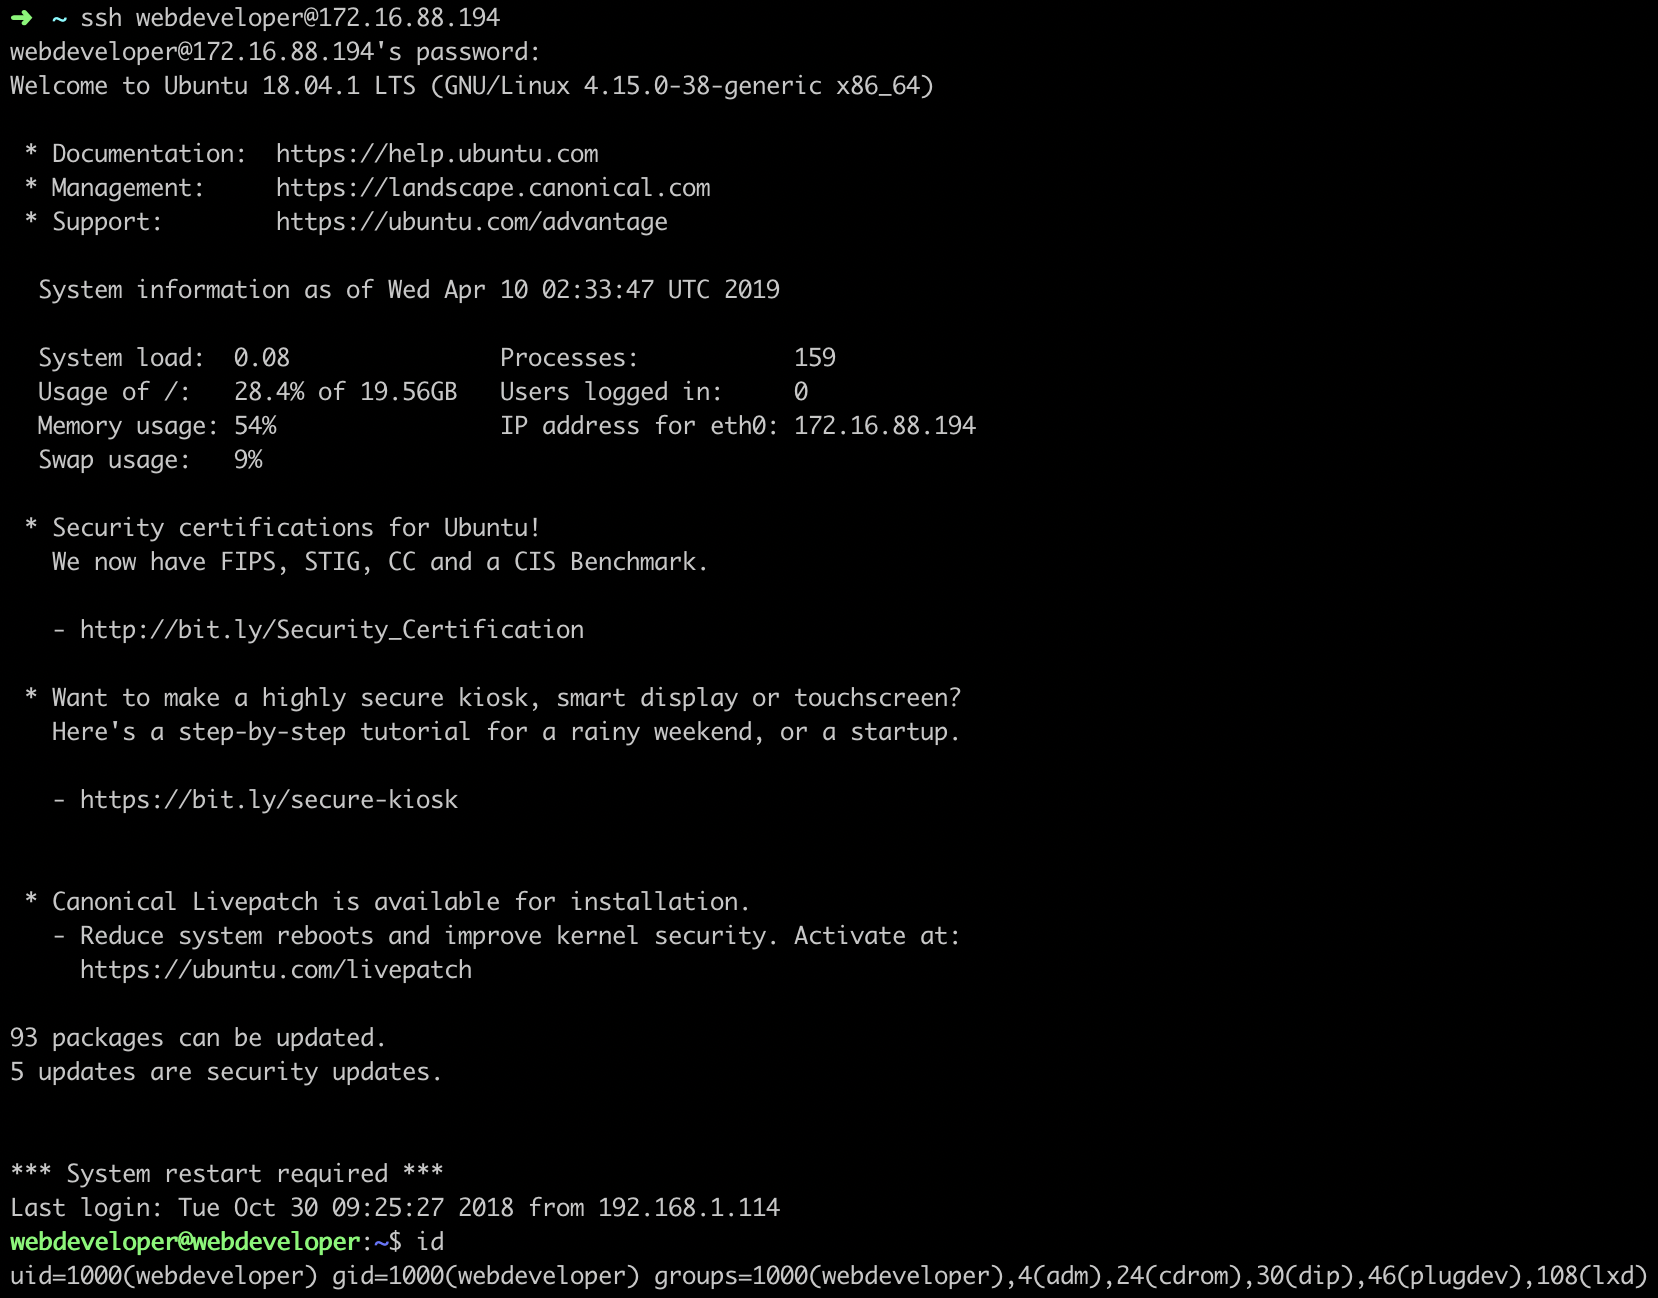 ➜  ~ ssh webdeveloper@172.16.88.194
webdeveloper@172.16.88.194's password:
Welcome to Ubuntu 18.04.1 LTS (GNU/Linux 4.15.0-38-generic x86_64)

 * Documentation:  https://help.ubuntu.com
 * Management:     https://landscape.canonical.com
 * Support:        https://ubuntu.com/advantage

  System information as of Wed Apr 10 02:33:47 UTC 2019

  System load:  0.08               Processes:           159
  Usage of /:   28.4% of 19.56GB   Users logged in:     0
  Memory usage: 54%                IP address for eth0: 172.16.88.194
  Swap usage:   9%

 * Security certifications for Ubuntu!
   We now have FIPS, STIG, CC and a CIS Benchmark.

   - http://bit.ly/Security_Certification

 * Want to make a highly secure kiosk, smart display or touchscreen?
   Here's a step-by-step tutorial for a rainy weekend, or a startup.

   - https://bit.ly/secure-kiosk


 * Canonical Livepatch is available for installation.
   - Reduce system reboots and improve kernel security. Activate at:
     https://ubuntu.com/livepatch

93 packages can be updated.
5 updates are security updates.


*** System restart required ***
Last login: Tue Oct 30 09:25:27 2018 from 192.168.1.114
webdeveloper@webdeveloper:~$ id
uid=1000(webdeveloper) gid=1000(webdeveloper) groups=1000(webdeveloper),4(adm),24(cdrom),30(dip),46(plugdev),108(lxd)